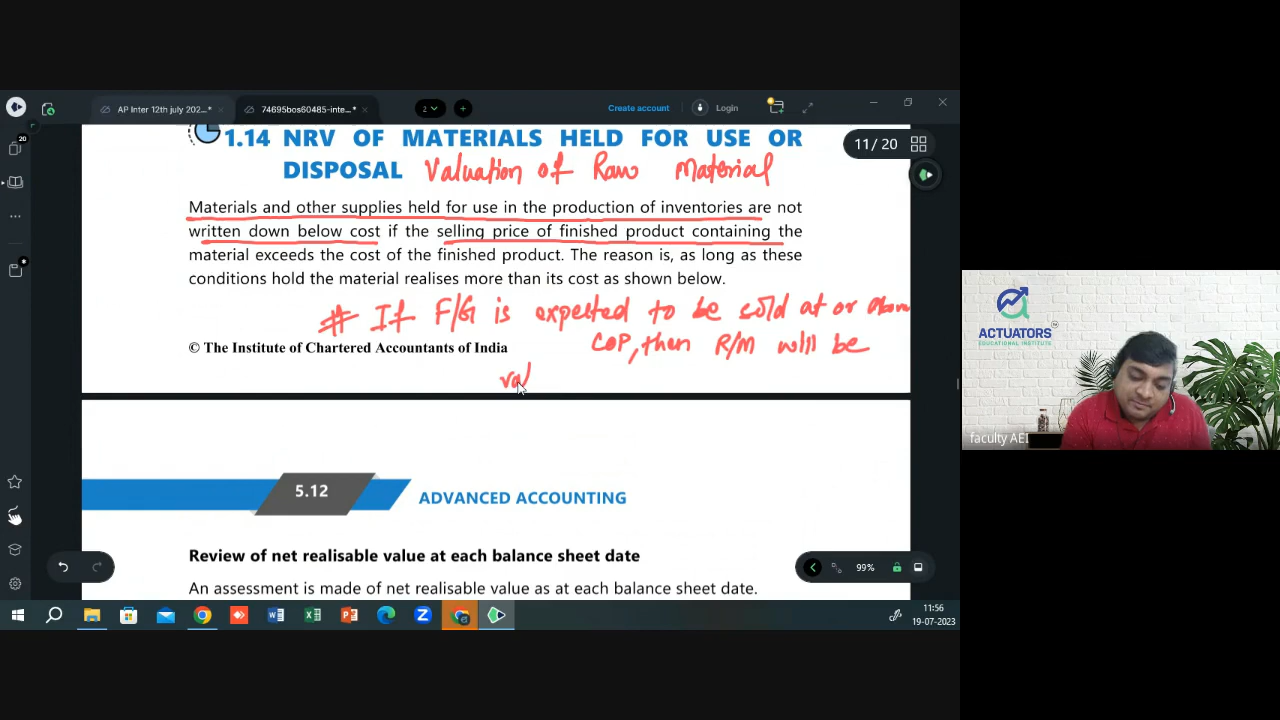 AP Inter 12th july 202... *
74695bos60485-inte... *
2
Create account
Login
20
1.14 NRV OF MATERIALS HELD FOR USE OR
DISPOSAL Valuation of Raw Material
11/20
Materials and other supplies held for use in the production of inventories are not
written down below cost if the selling price of finished product containing the
material exceeds the cost of the finished product. The reason is, as long as these
conditions hold the material realises more than its cost as shown below.
# If F/G is expected to be sold at or above
COP, then R/M will be
val
© The Institute of Chartered Accountants of India
5.12
ADVANCED ACCOUNTING
Review of net realisable value at each balance sheet date
An assessment is made of net realisable value as at each balance sheet date.
99%
11:56
19-07-2023
ACTUATORS
EDUCATIONAL INSTITUTE
faculty AEI